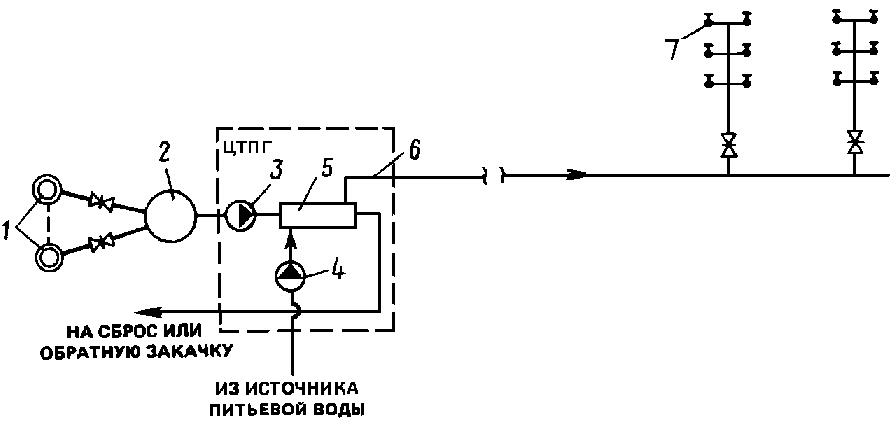 7
ЦТПГ
2
3
5
6
1
4
НА СБРОС ИЛИ
ОБРАТНУЮ ЗАКАЧКУ
ИЗ ИСТОЧНИКА
ПИТЬЕВОЙ ВОДЫ